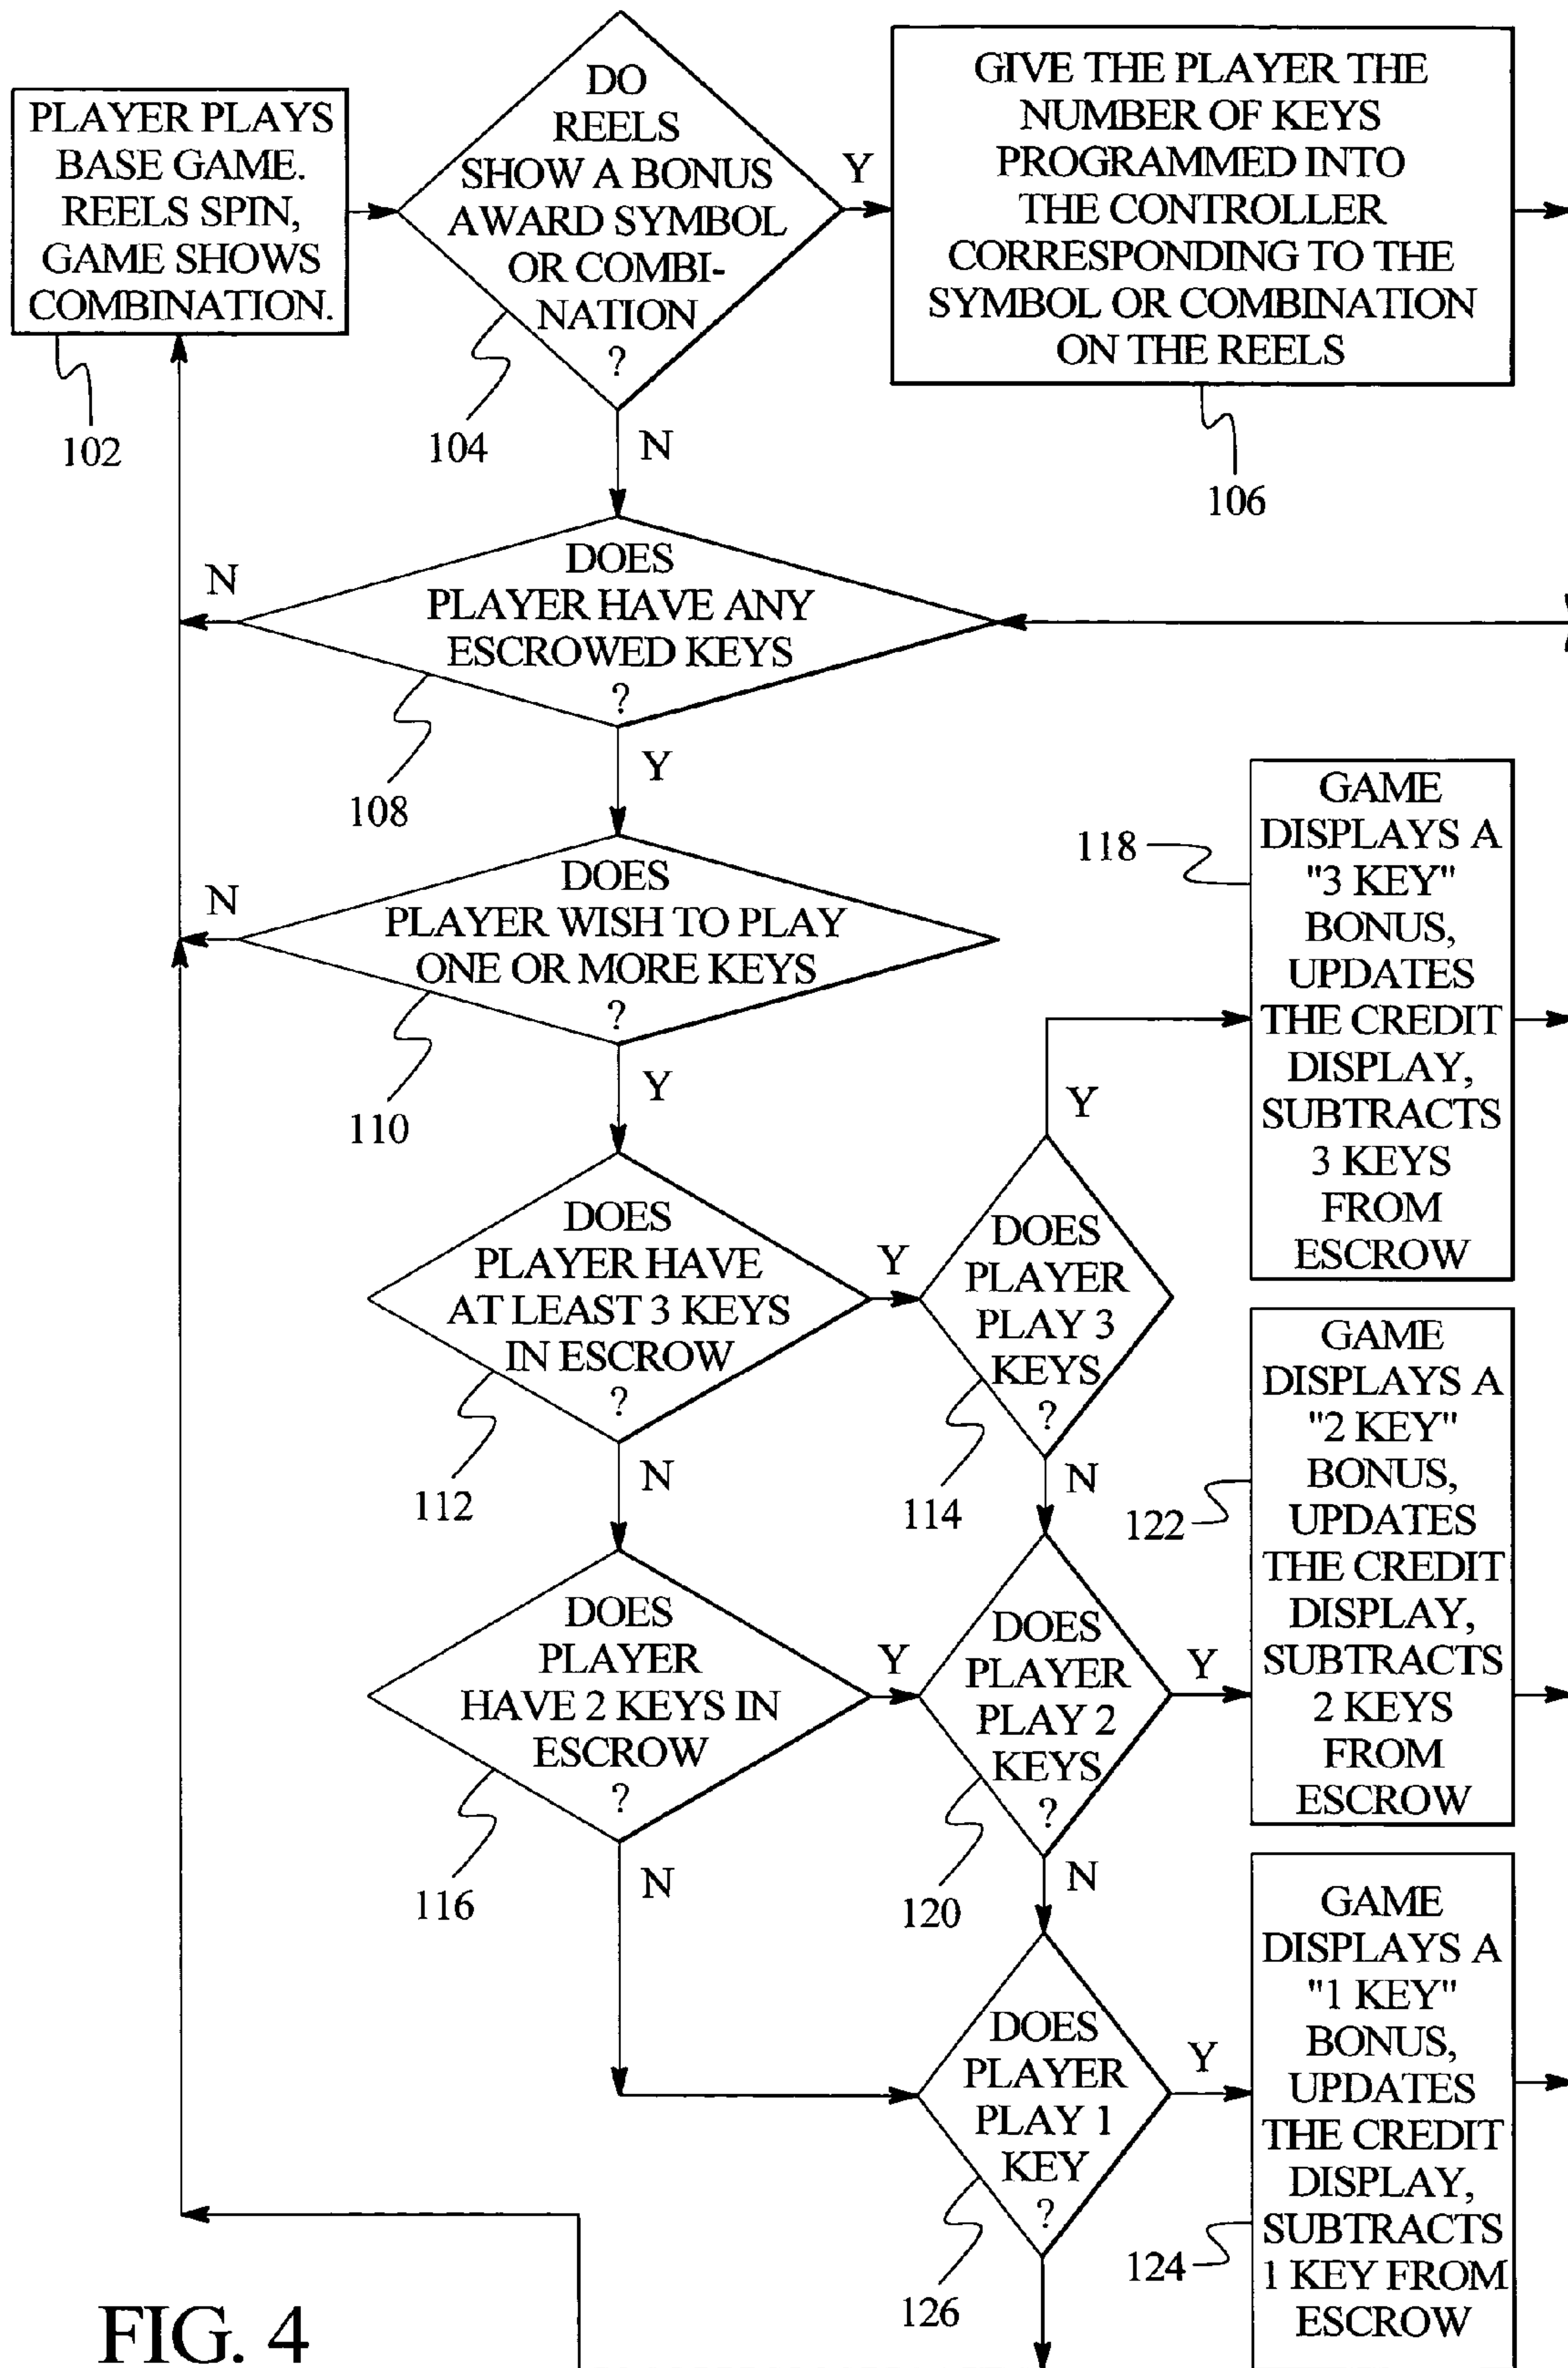 PLAYER PLAYS
BASE GAME.
REELS SPIN,
GAME SHOWS
COMBINATION.
102
DO
REELS
SHOW A BONUS
AWARD SYMBOL
OR COMBI-
NATION
?
104
Y
N
GIVE THE PLAYER THE
NUMBER OF KEYS
PROGRAMMED INTO
THE CONTROLLER
CORRESPONDING TO THE
SYMBOL OR COMBINATION
ON THE REELS
106
DOES
PLAYER HAVE ANY
ESCROWED KEYS
?
108
N
Y
DOES
PLAYER WISH TO PLAY
ONE OR MORE KEYS
?
110
N
Y
DOES
PLAYER HAVE
AT LEAST 3 KEYS
IN ESCROW
?
112
Y
N
DOES
PLAYER
PLAY 3
KEYS
?
114
Y
N
GAME
DISPLAYS A
"3 KEY"
BONUS,
UPDATES
THE CREDIT
DISPLAY,
SUBTRACTS
3 KEYS
FROM
ESCROW
118
DOES
PLAYER
HAVE 2 KEYS IN
ESCROW
?
116
Y
N
DOES
PLAYER
PLAY 2
KEYS
?
120
Y
N
GAME
DISPLAYS A
"2 KEY"
BONUS,
UPDATES
THE CREDIT
DISPLAY,
SUBTRACTS
2 KEYS
FROM
ESCROW
122
DOES
PLAYER
PLAY 1
KEY
?
126
Y
GAME
DISPLAYS A
"1 KEY"
BONUS,
UPDATES
THE CREDIT
DISPLAY,
SUBTRACTS
1 KEY FROM
ESCROW
124
FIG. 4